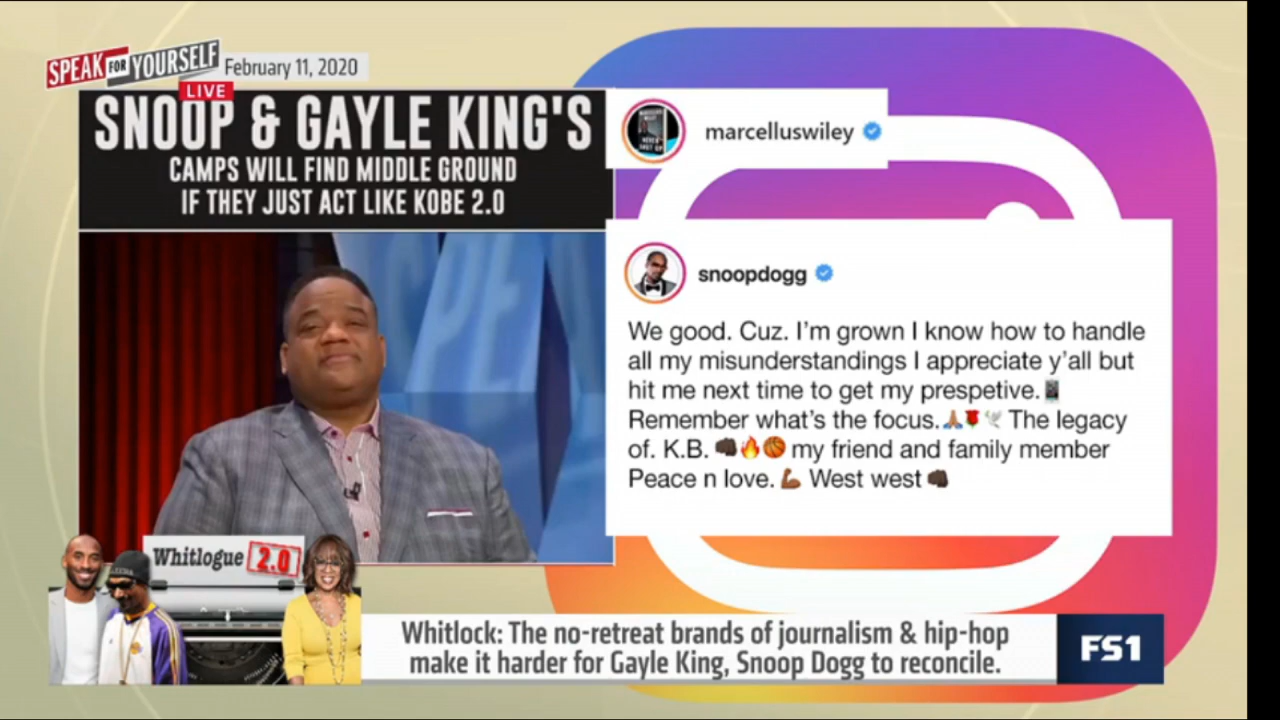 SPEAK FOR YOURSELF
February 11, 2020
LIVE
SNOOP & GAYLE KING'S
CAMPS WILL FIND MIDDLE GROUND
IF THEY JUST ACT LIKE KOBE 2.0
marcelluswiley
snoopdogg
We good. Cuz. I'm grown I know how to handle
all my misunderstandings I appreciate y'all but
hit me next time to get my prespetive.📱
Remember what's the focus.🙏🏽🌹🕊 The legacy
of. K.B. 👊🏿🔥🏀 my friend and family member
Peace n love.💪🏾 West west👊🏿
Whitlogue 2.0
Whitlock: The no-retreat brands of journalism & hip-hop
make it harder for Gayle King, Snoop Dogg to reconcile.
FS1